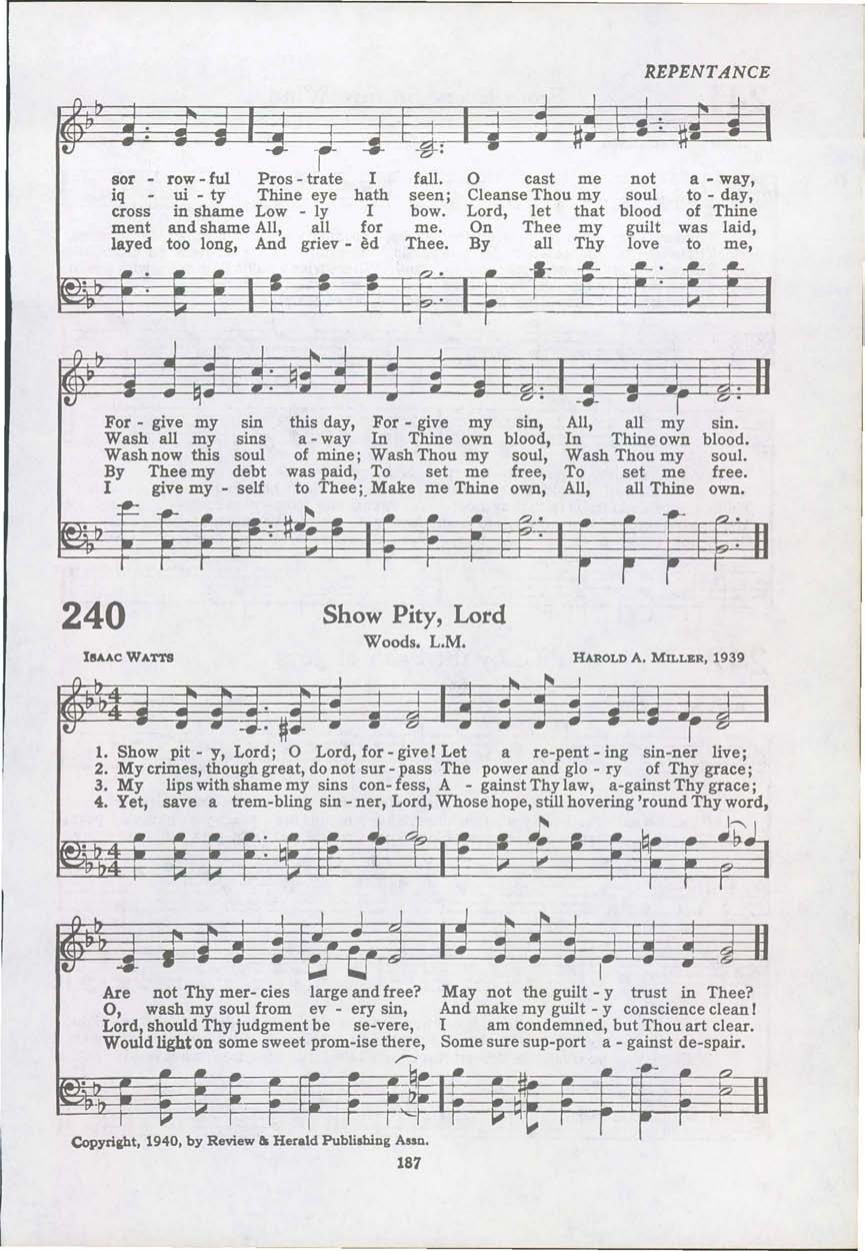 REPENTANCE
sor - row - ful Pros - trate I fall. O cast me not a - way,
iq - ui - ty Thine eye hath seen; Cleanse Thou my soul to - day,
cross in shame Low - ly I bow. Lord, let that blood of Thine
ment and shame All, all for me. On Thee my guilt was laid,
layed too long, And griev - èd Thee. By all Thy love to me,
For - give my sin this day, For - give my sin, All, all my sin.
Wash all my sins a - way In Thine own blood, In Thine own blood.
Wash now this soul of mine; Wash Thou my soul, Wash Thou my soul.
By Thee my debt was paid, To set me free, To set me free.
I give my - self to Thee; Make me Thine own, All, all Thine own.
240 Show Pity, Lord
Woods. L.M.
ISAAC WATTS HAROLD A. MILLER, 1939
1. Show pit - y, Lord; O Lord, for - give! Let a re-pent - ing sin-ner live;
2. My crimes, though great, do not sur - pass The power and glo - ry of Thy grace;
3. My lips with shame my sins con - fess, A - gainst Thy law, a-gainst Thy grace;
4. Yet, save a trem-bling sin - ner, Lord, Whose hope, still hovering 'round Thy word,
Are not Thy mer - cies large and free? May not the guilt - y trust in Thee?
O, wash my soul from ev - ery sin, And make my guilt - y conscience clean!
Lord, should Thy judgment be se-vere, I am condemned, but Thou art clear.
Would light on some sweet prom-ise there, Some sure sup-port a - gainst de-spair.
Copyright, 1940, by Review & Herald Publishing Assn.
187